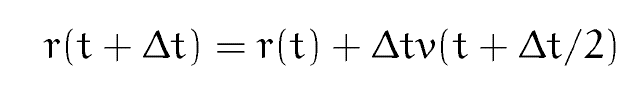 r(t + Δt) = r(t) + Δtv(t + Δt/2)